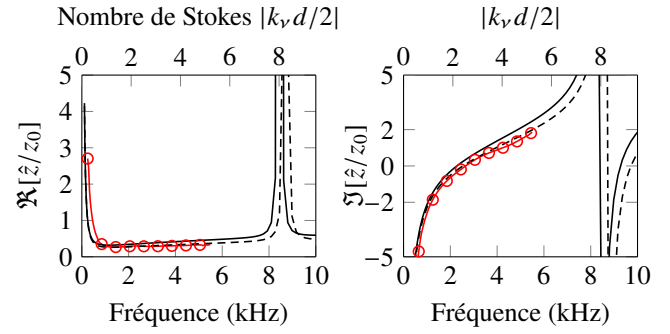 Nombre de Stokes |k_ν d/2|
|k_ν d/2|
0 2 4 6 8
0 2 4 6 8
5
4
3
2
1
0
ℜ[ẑ/z₀]
5
2
0
−2
−5
ℑ[ẑ/z₀]
0 2 4 6 8 10
0 2 4 6 8 10
Fréquence (kHz)
Fréquence (kHz)